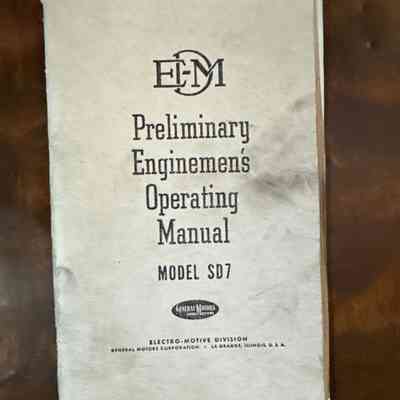 EMD
Preliminary
Enginemen's
Operating
Manual
MODEL SD7
GENERAL MOTORS
ELECTRO-MOTIVE DIVISION
GENERAL MOTORS CORPORATION • LA GRANGE, ILLINOIS, U. S. A.